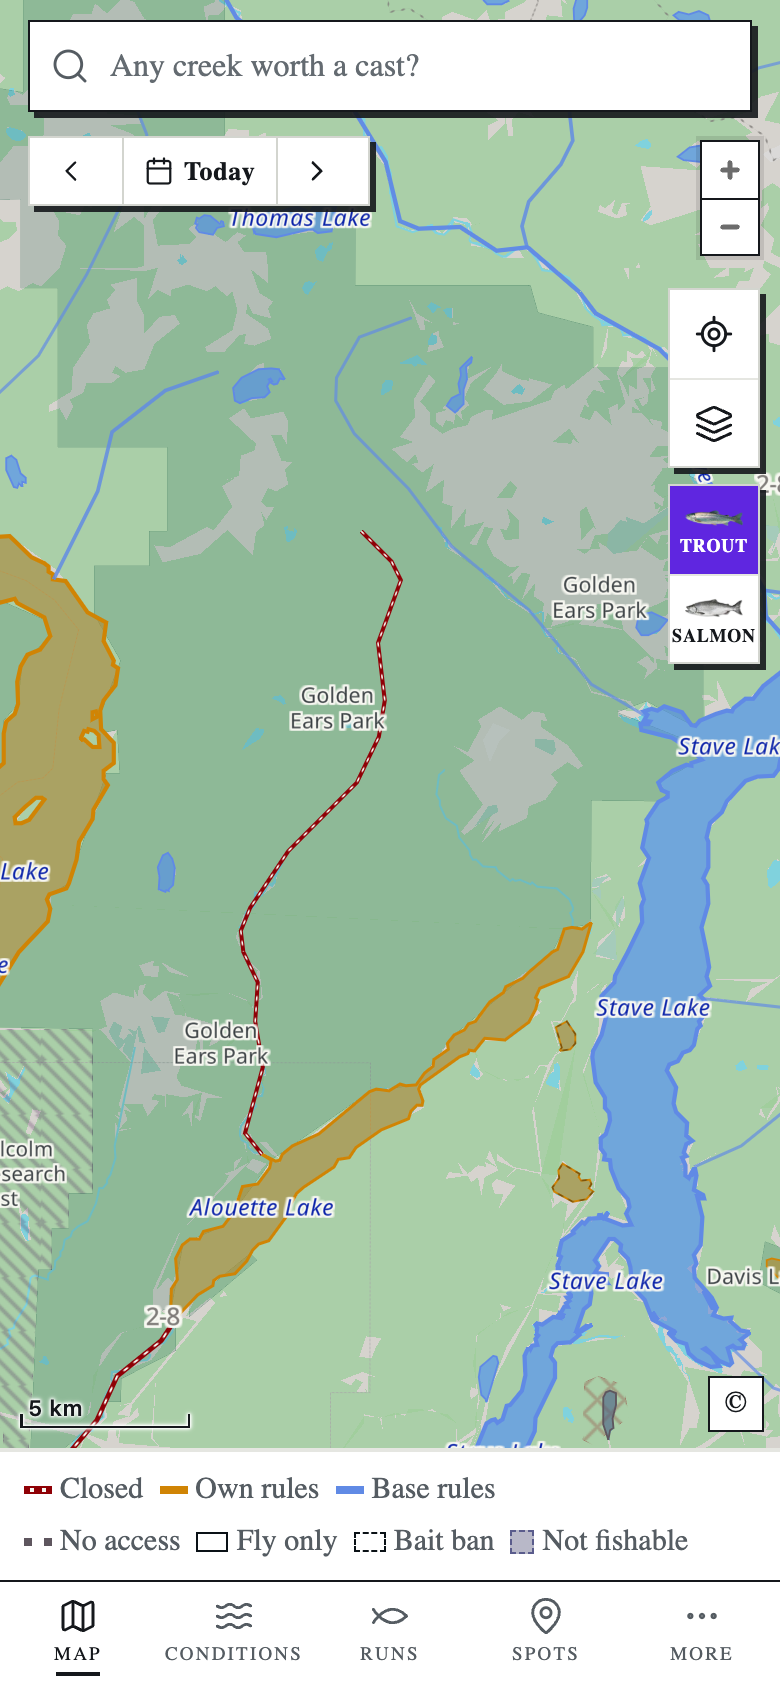 Any creek worth a cast?
Today
Thomas Lake
TROUT
SALMON
Golden
Ears Park
Golden
Ears Park
Stave Lak
Lake
Stave Lake
Golden
Ears Park
lcolm
search
st
Alouette Lake
Stave Lake
Davis L
2-8
5 km
©
Closed
Own rules
Base rules
No access
Fly only
Bait ban
Not fishable
MAP
CONDITIONS
RUNS
SPOTS
MORE